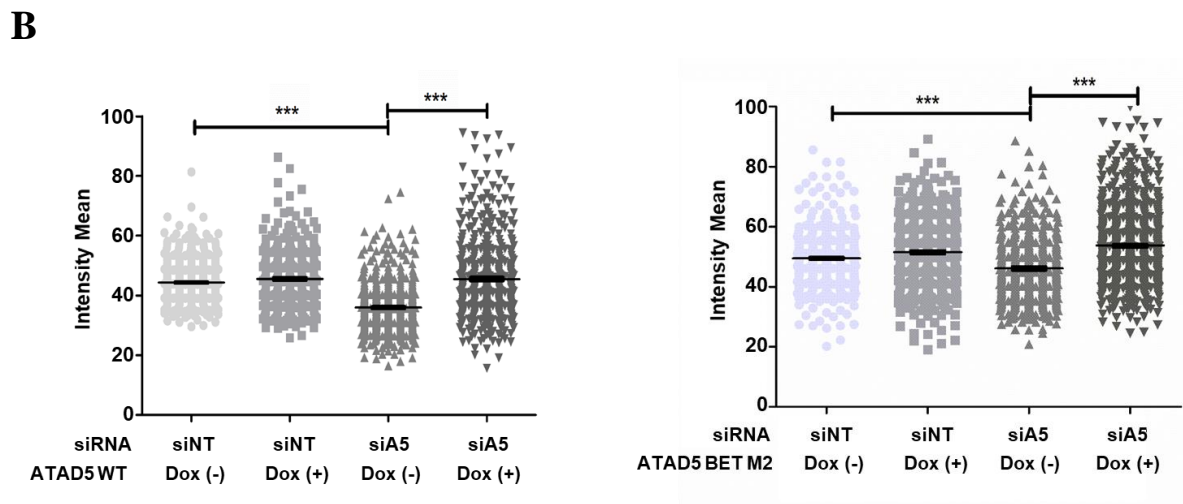 B
*** ***
100
80
60
40
20
0
Intensity Mean
siRNA siNT siNT siA5 siA5
ATAD5 WT Dox (-) Dox (+) Dox (-) Dox (+)
*** ***
100
80
60
40
20
0
Intensity Mean
siRNA siNT siNT siA5 siA5
ATAD5 BET M2 Dox (-) Dox (+) Dox (-) Dox (+)